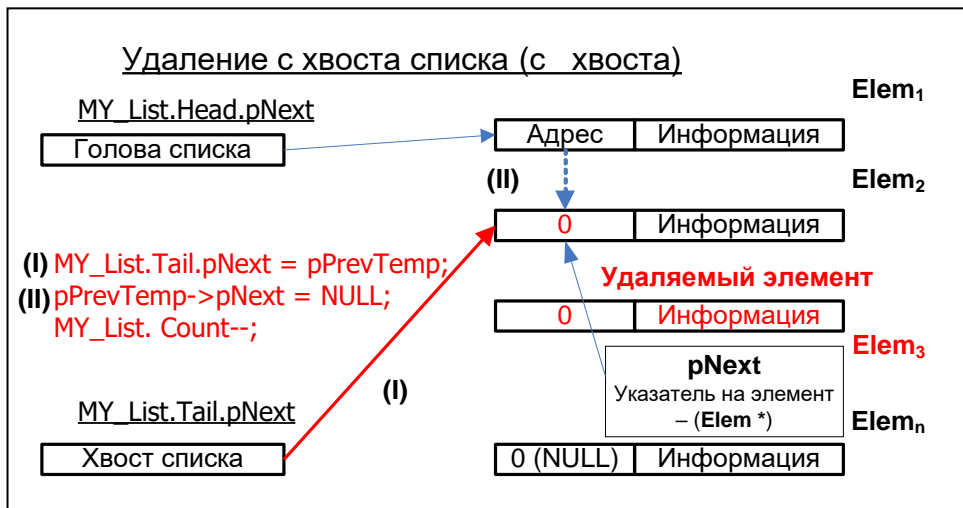 Удаление с хвоста списка (с хвоста)
Elem₁
MY_List.Head.pNext
Голова списка
Адрес
Информация
(II)
Elem₂
0
Информация
(I) MY_List.Tail.pNext = pPrevTemp;
(II) pPrevTemp->pNext = NULL;
MY_List. Count--;
Удаляемый элемент
0
Информация
Elem₃
pNext
Указатель на элемент
– (Elem *)
(I)
MY_List.Tail.pNext
Elemₙ
Хвост списка
0 (NULL)
Информация